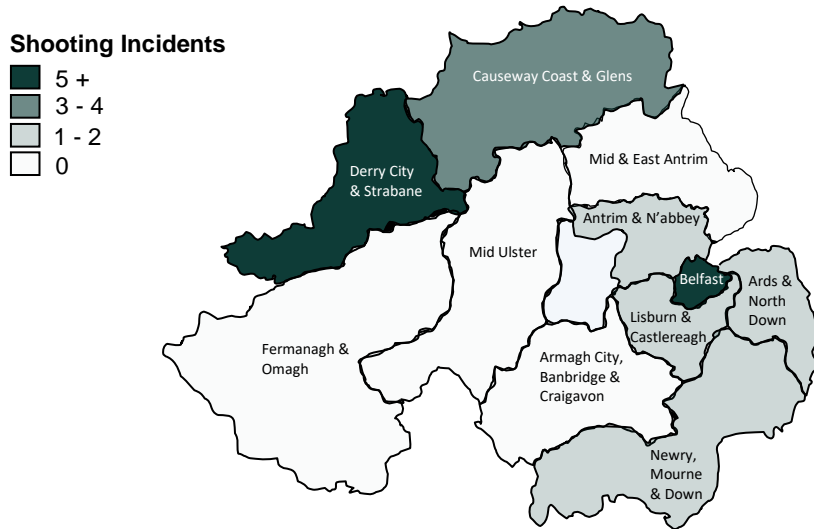 Shooting Incidents
5 +
3 - 4
1 - 2
0
Causeway Coast & Glens
Derry City
& Strabane
Mid & East Antrim
Antrim & N'abbey
Mid Ulster
Belfast
Ards &
North
Down
Lisburn &
Castlereagh
Fermanagh &
Omagh
Armagh City,
Banbridge &
Craigavon
Newry,
Mourne
& Down